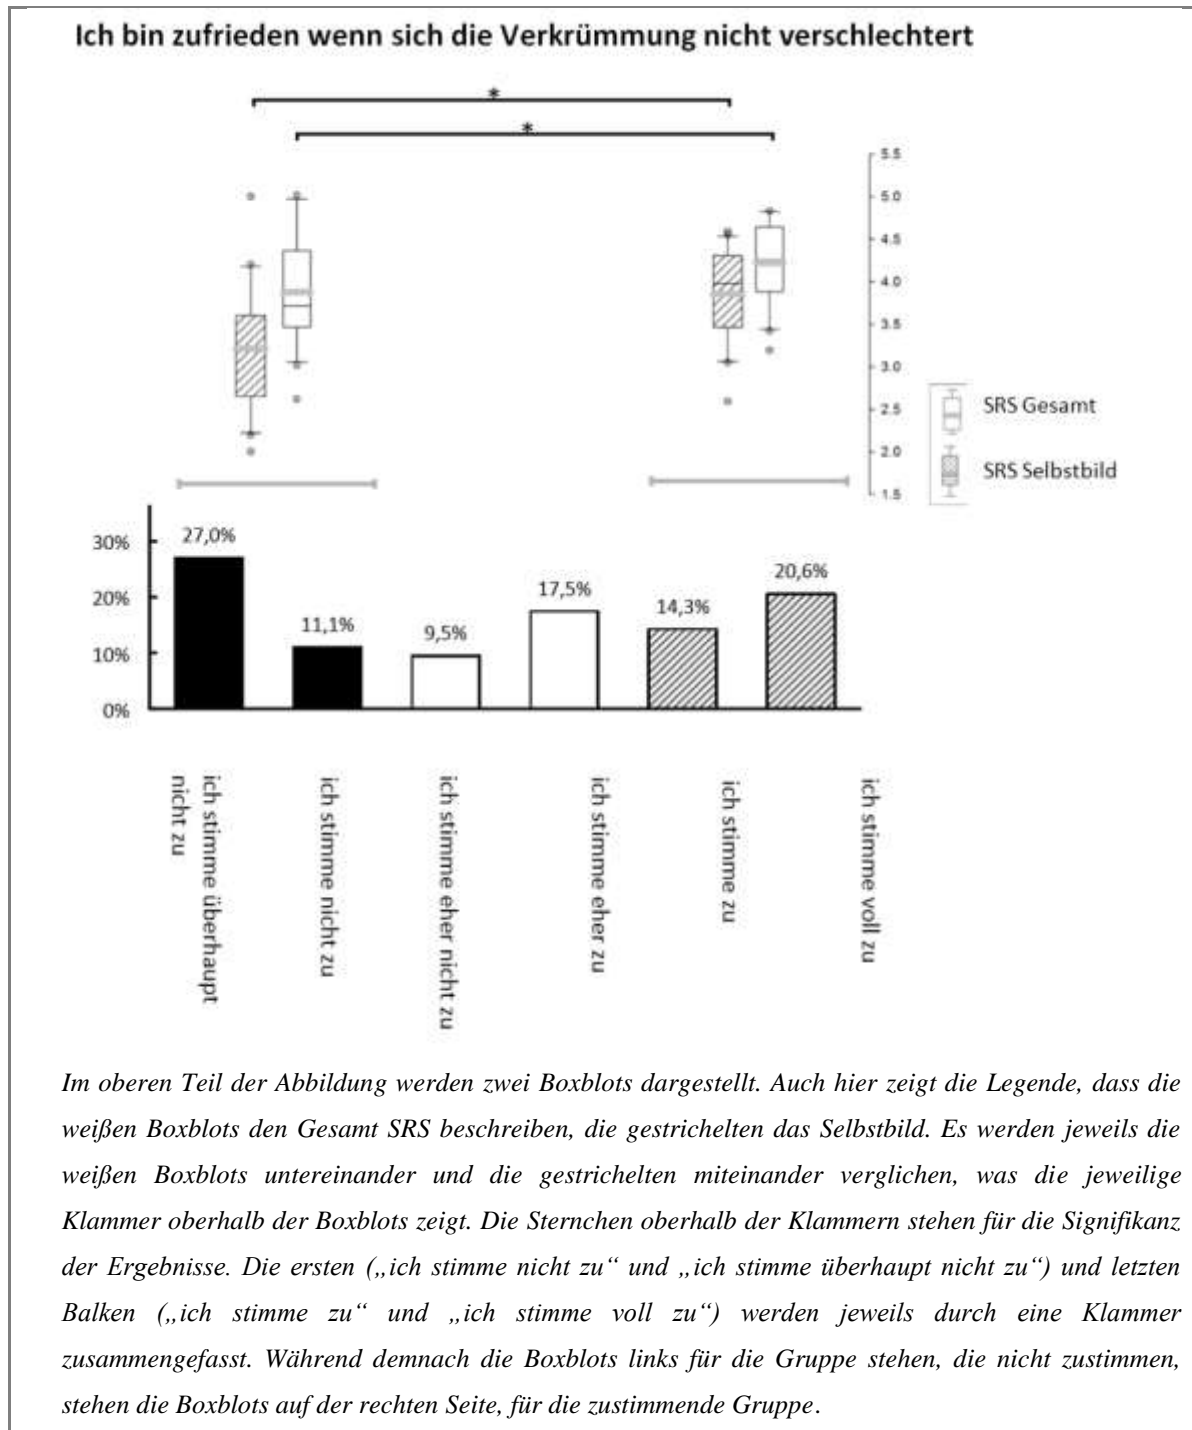 Ich bin zufrieden wenn sich die Verkrümmung nicht verschlechtert
*
*
5.5
5.0
4.5
4.0
3.5
3.0
2.5
2.0
1.5
SRS Gesamt
SRS Selbstbild
30%
20%
10%
0%
27,0%
11,1%
9,5%
17,5%
14,3%
20,6%
ich stimme überhaupt
nicht zu
ich stimme nicht zu
ich stimme eher nicht zu
ich stimme eher zu
ich stimme zu
ich stimme voll zu
Im oberen Teil der Abbildung werden zwei Boxblots dargestellt. Auch hier zeigt die Legende, dass die
weißen Boxblots den Gesamt SRS beschreiben, die gestrichelten das Selbstbild. Es werden jeweils die
weißen Boxblots untereinander und die gestrichelten miteinander verglichen, was die jeweilige
Klammer oberhalb der Boxblots zeigt. Die Sternchen oberhalb der Klammern stehen für die Signifikanz
der Ergebnisse. Die ersten („ich stimme nicht zu“ und „ich stimme überhaupt nicht zu“) und letzten
Balken („ich stimme zu“ und „ich stimme voll zu“) werden jeweils durch eine Klammer
zusammengefasst. Während demnach die Boxblots links für die Gruppe stehen, die nicht zustimmen,
stehen die Boxblots auf der rechten Seite, für die zustimmende Gruppe.